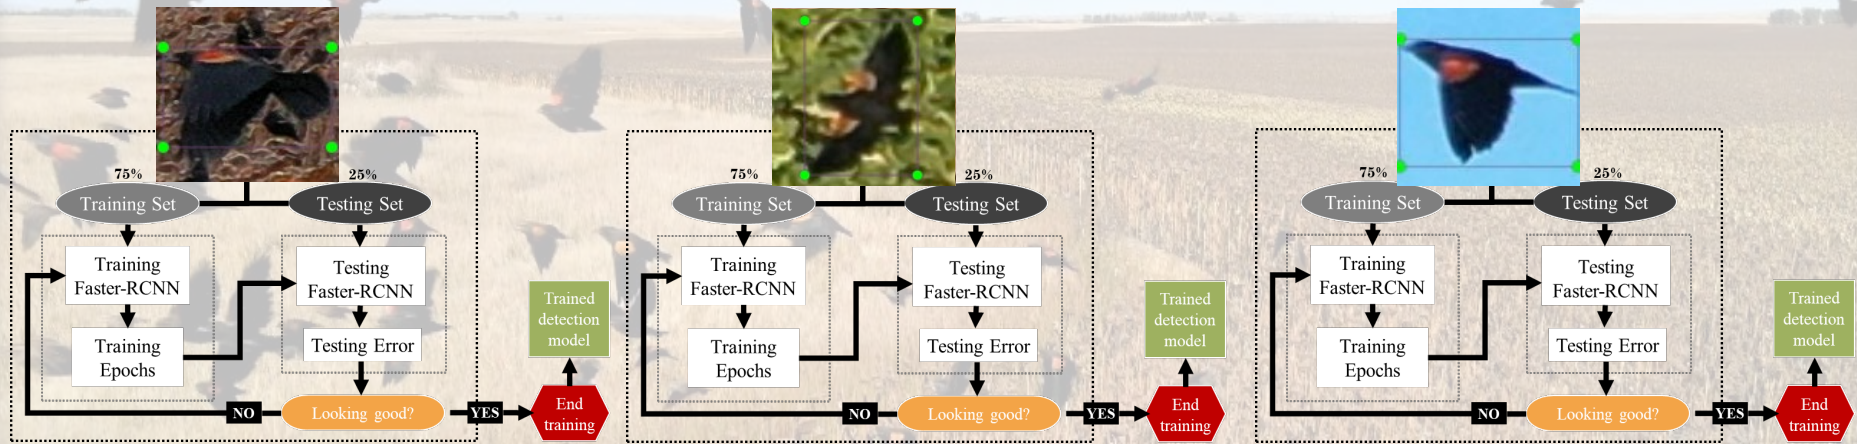 75%
25%
Training Set
Testing Set
Training
Faster-RCNN
Testing
Faster-RCNN
Training
Epochs
Testing Error
Trained
detection
model
NO
Looking good?
YES
End
training
75%
25%
Training Set
Testing Set
Training
Faster-RCNN
Testing
Faster-RCNN
Training
Epochs
Testing Error
Trained
detection
model
NO
Looking good?
YES
End
training
75%
25%
Training Set
Testing Set
Training
Faster-RCNN
Testing
Faster-RCNN
Training
Epochs
Testing Error
Trained
detection
model
NO
Looking good?
YES
End
training